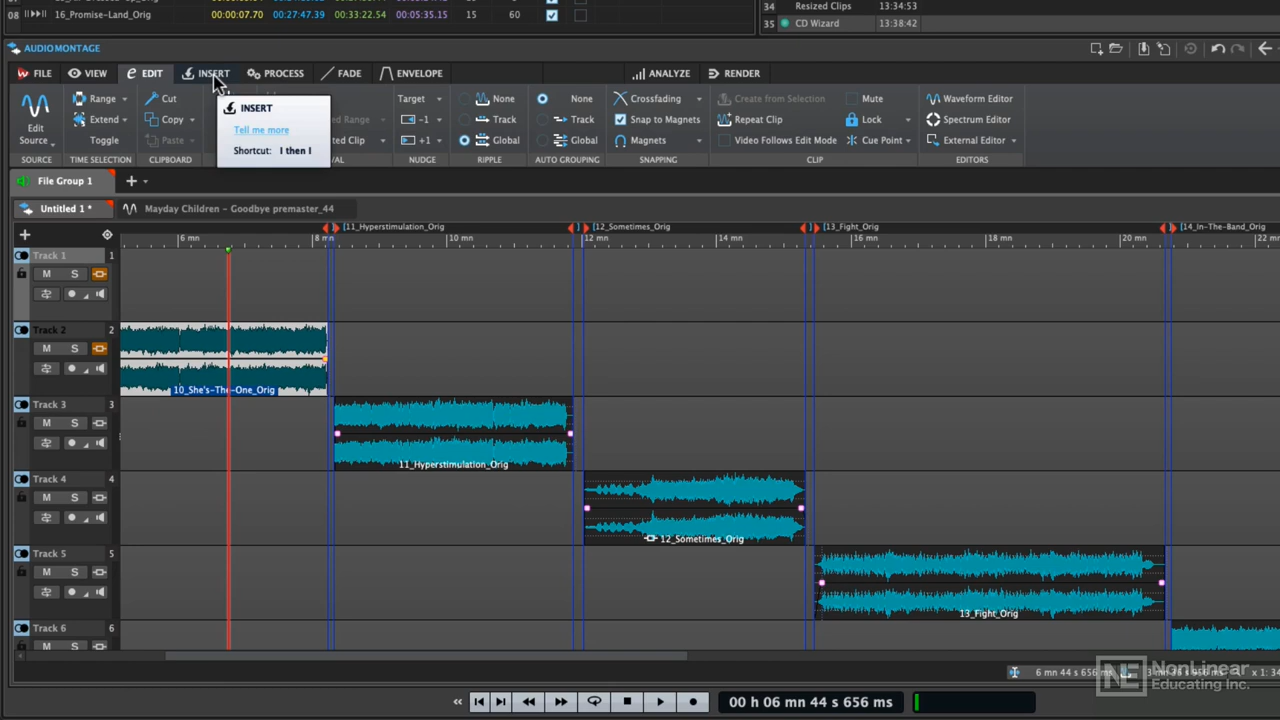 08 16_Promise-Land_Orig 00:00:07.70 00:27:47.39 00:33:22.54 00:05:35.15 15 60
34 Resized Clips 13:34:53
35 CD Wizard 13:38:42
AUDIO MONTAGE
FILE VIEW EDIT INSERT PROCESS FADE ENVELOPE ANALYZE RENDER
INSERT
Tell me more
Shortcut: I then I
Edit
Source
SOURCE
Range
Extend
Toggle
TIME SELECTION
Cut
Copy
Paste
CLIPBOARD
Target
-1
+1
NUDGE
None
Track
Global
RIPPLE
None
Track
Global
AUTO GROUPING
Crossfading
Snap to Magnets
Magnets
SNAPPING
Create from Selection
Repeat Clip
Video Follows Edit Mode
Mute
Lock
Cue Point
CLIP
Waveform Editor
Spectrum Editor
External Editor
EDITORS
File Group 1
Untitled 1 * Mayday Children - Goodbye premaster_44
[11_Hyperstimulation_Orig [12_Sometimes_Orig [13_Fight_Orig [14_In-The-Band_Orig
6 mn 8 mn 10 mn 12 mn 14 mn 16 mn 18 mn 20 mn 22 mn
Track 1 1
M S
Track 2 2
M S
10_She's-The-One_Orig
Track 3 3
M S
11_Hyperstimulation_Orig
Track 4 4
M S
12_Sometimes_Orig
Track 5 5
M S
13_Fight_Orig
Track 6 6
M S
6 mn 44 s 656 ms
x 1: 34
NonLinear
Educating Inc.
00 h 06 mn 44 s 656 ms